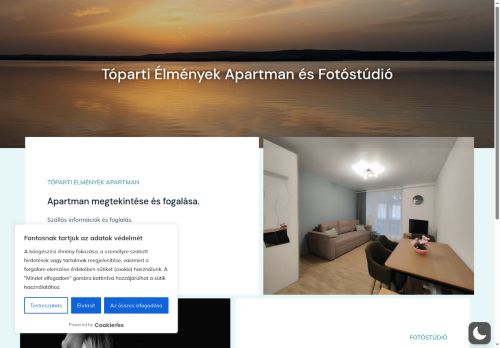 Tóparti Élmények Apartman és Fotóstúdió
TÓPARTI ÉLMÉNYEK APARTMAN
Apartman megtekintése és fogalása.
Szállás információk és foglalás.
Fontosnak tartjuk az adatok védelmét
A böngészési élmény fokozása, a személyre szabott
hirdetések vagy tartalmak megjelenítése, valamint a
forgalom elemzése érdekében sütiket (cookie) használunk. A
"Mindet elfogadom" gombra kattintva hozzájárulhat a sütik
használatához.
Testreszabás
Elutasít
Az összes elfogadása
Powered by CookieYes
FOTÓSTÚDIÓ